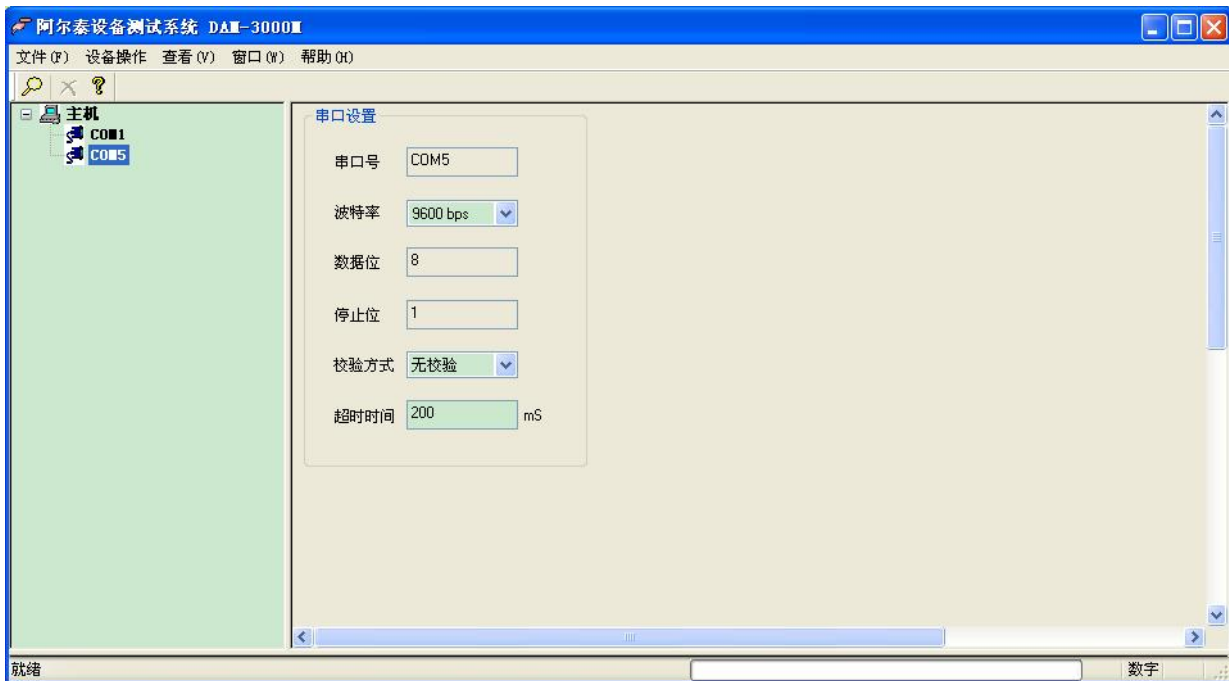 阿尔泰设备测试系统 DAM-3000M
文件(F) 设备操作 查看(V) 窗口(W) 帮助(H)
主机
COM1
COM5
串口设置
串口号 COM5
波特率 9600 bps
数据位 8
停止位 1
校验方式 无校验
超时时间 200 mS
就绪 数字